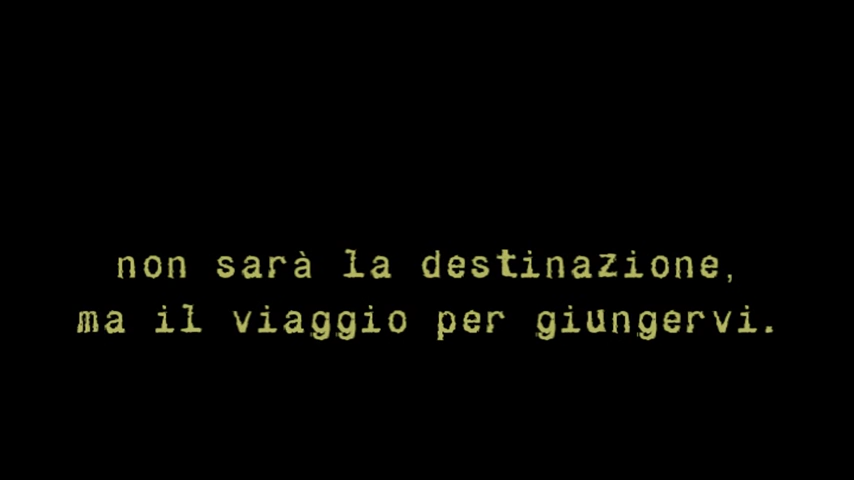 non sarà la destinazione,
ma il viaggio per giungervi.